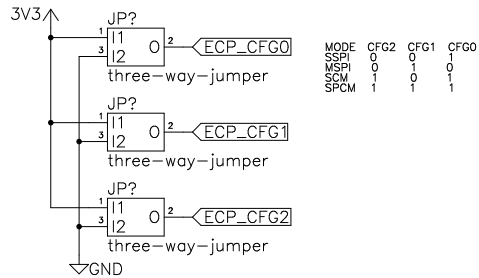 3V3
JP?
1 I1 O 2 ECP_CFG0
3 I2
three-way-jumper
MODE CFG2 CFG1 CFG0
SSPI 0 0 1
MSPI 0 1 0
SCM 1 0 1
SPCM 1 1 1
JP?
1 I1 O 2 ECP_CFG1
3 I2
three-way-jumper
JP?
1 I1 O 2 ECP_CFG2
3 I2
three-way-jumper
GND